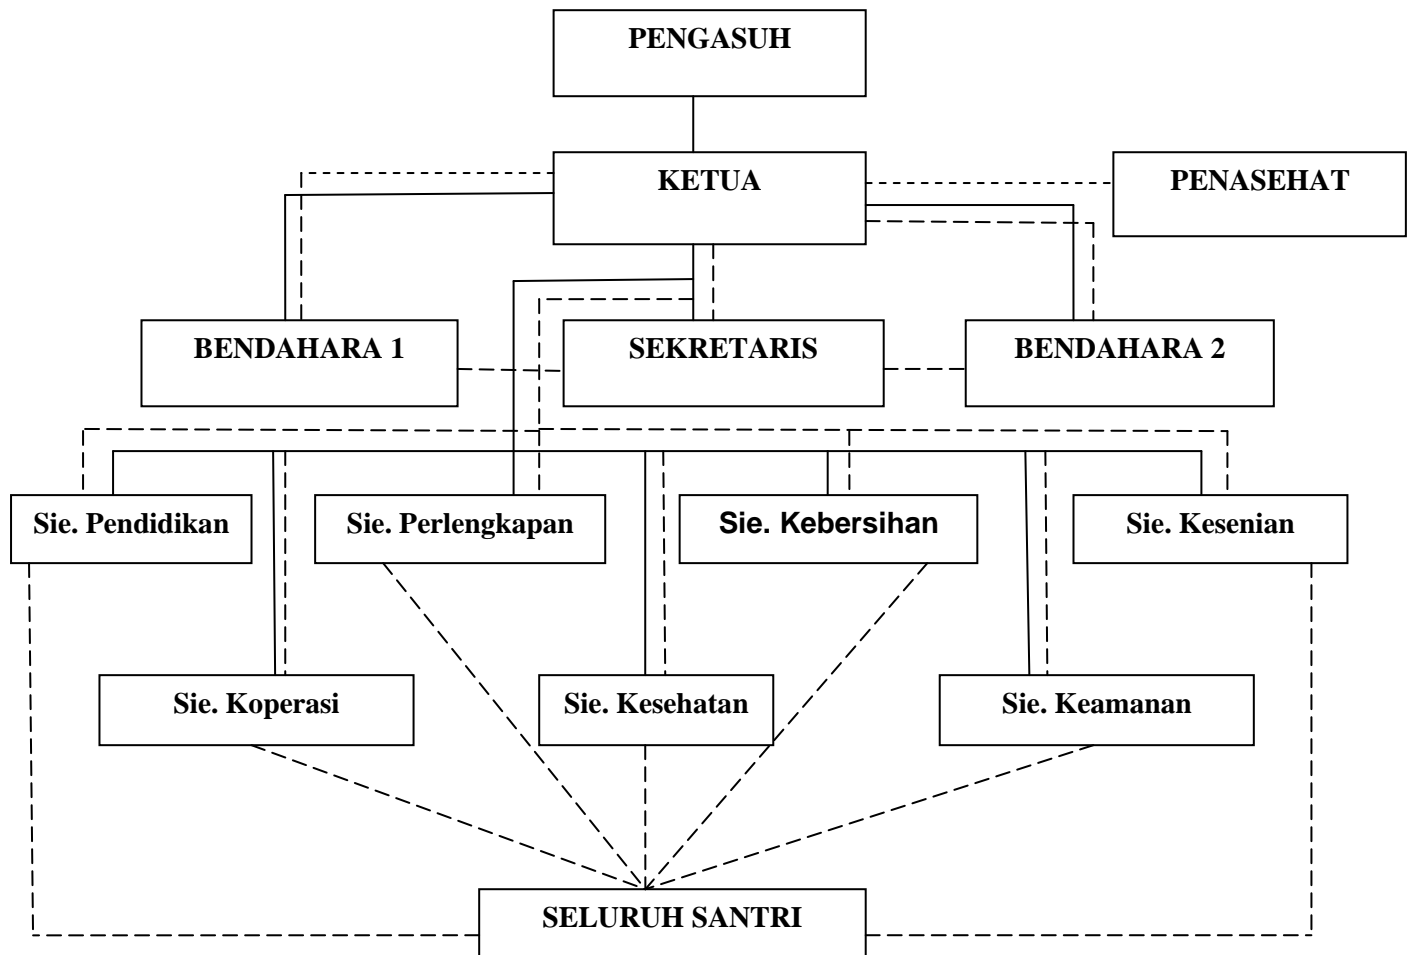 PENGASUH
KETUA
PENASEHAT
BENDAHARA 1
SEKRETARIS
BENDAHARA 2
Sie. Pendidikan
Sie. Perlengkapan
Sie. Kebersihan
Sie. Kesenian
Sie. Koperasi
Sie. Kesehatan
Sie. Keamanan
SELURUH SANTRI